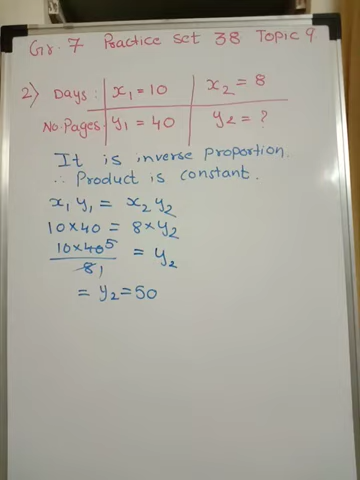 Gr. 7 Practice Set 38 Topic 9
2) Days: x₁ = 10 x₂ = 8
No. Pages: y₁ = 40 y₂ = ?
It is inverse proportion.
∴ Product is constant.
x₁ y₁ = x₂ y₂
10 × 40 = 8 × y₂
10 × 40 5 / 8 1 = y₂
= y₂ = 50